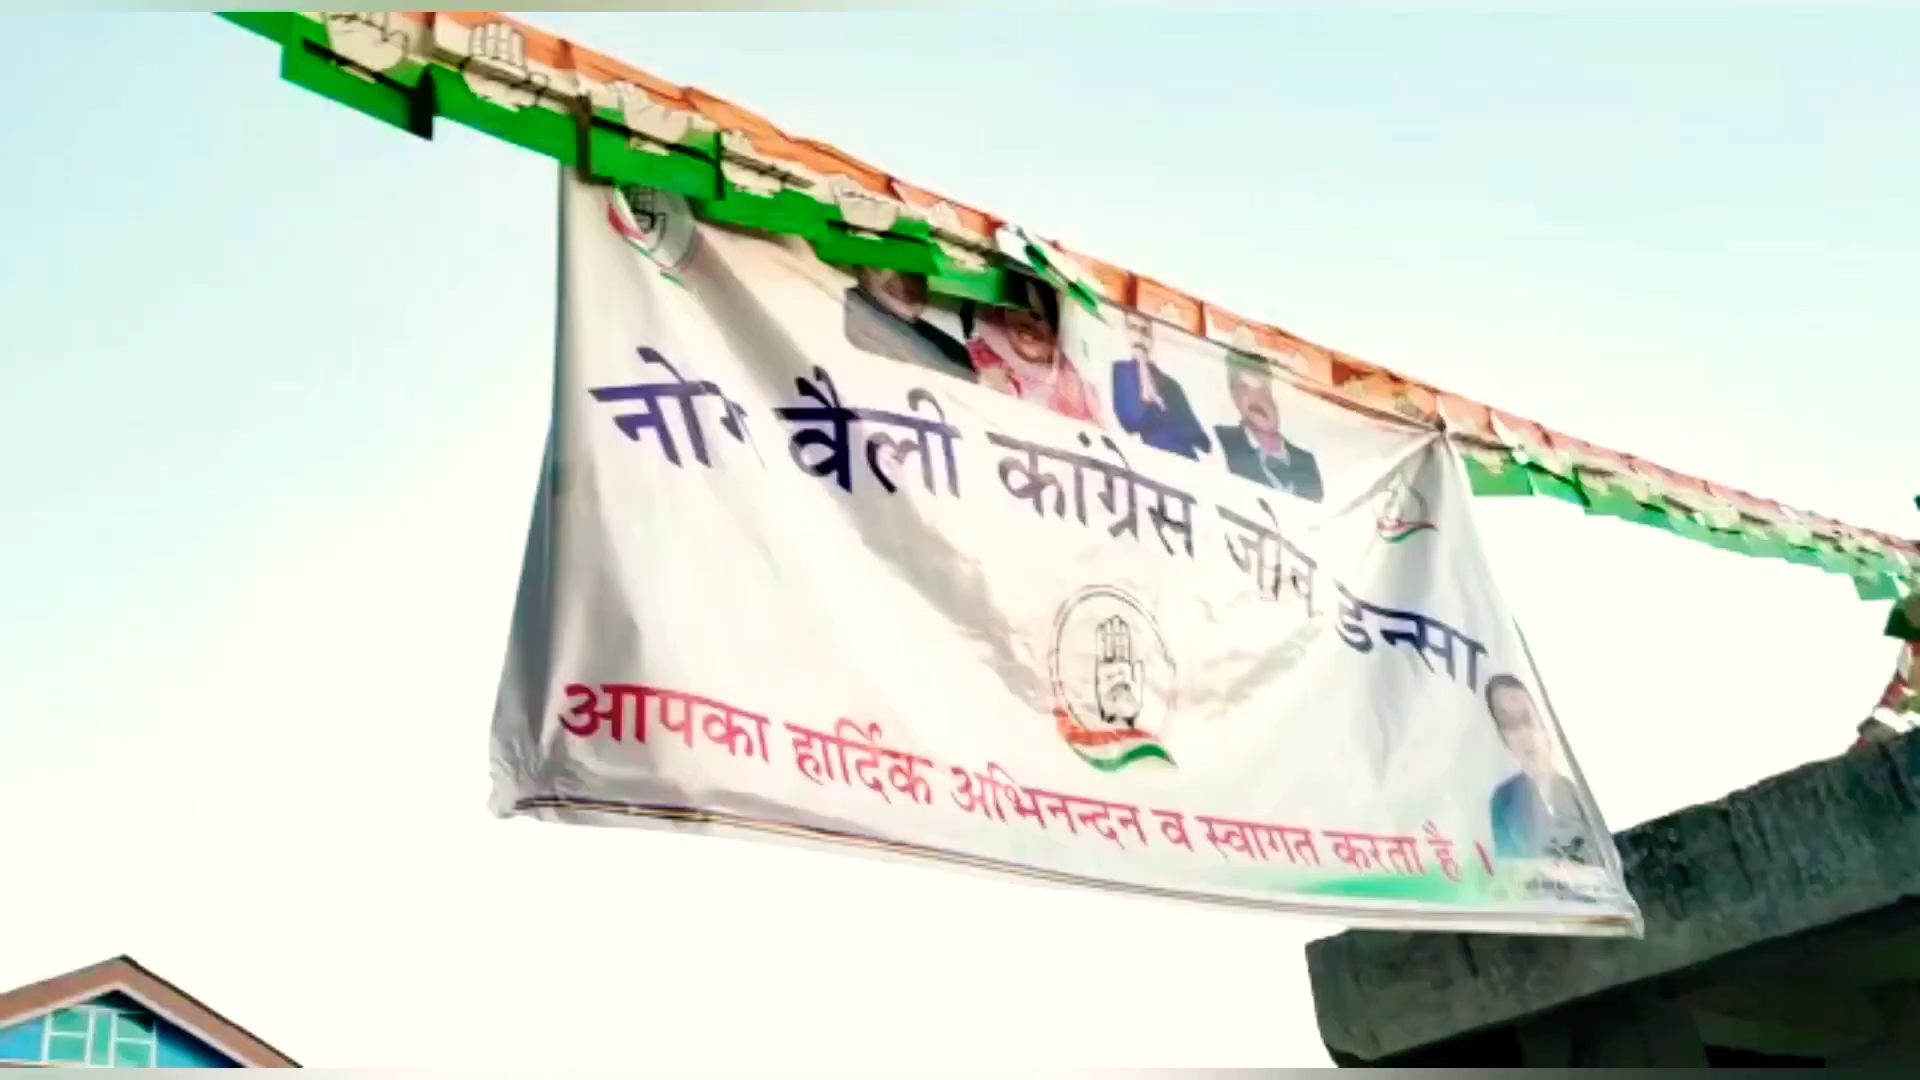 वैली कांग्रेस जोन डैन्सा
आपका हार्दिक अभिनन्दन व स्वागत करता है ।